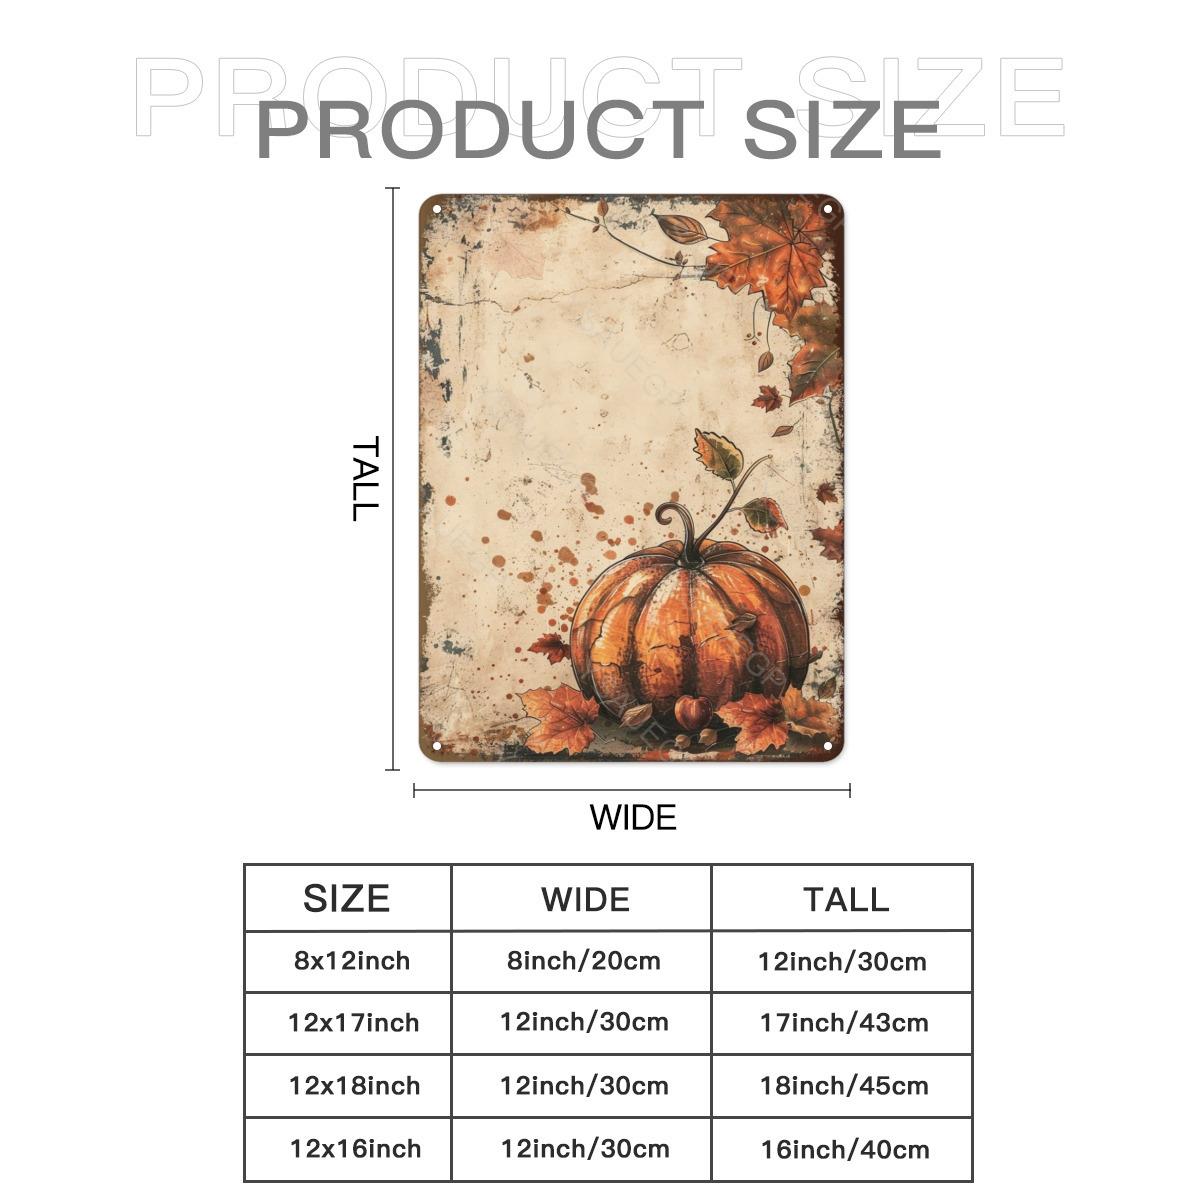 PRODUCT SIZE
PRODUCT SIZE
TALL
WIDE
SIZE WIDE TALL
8x12inch 8inch/20cm 12inch/30cm
12x17inch 12inch/30cm 17inch/43cm
12x18inch 12inch/30cm 18inch/45cm
12x16inch 12inch/30cm 16inch/40cm